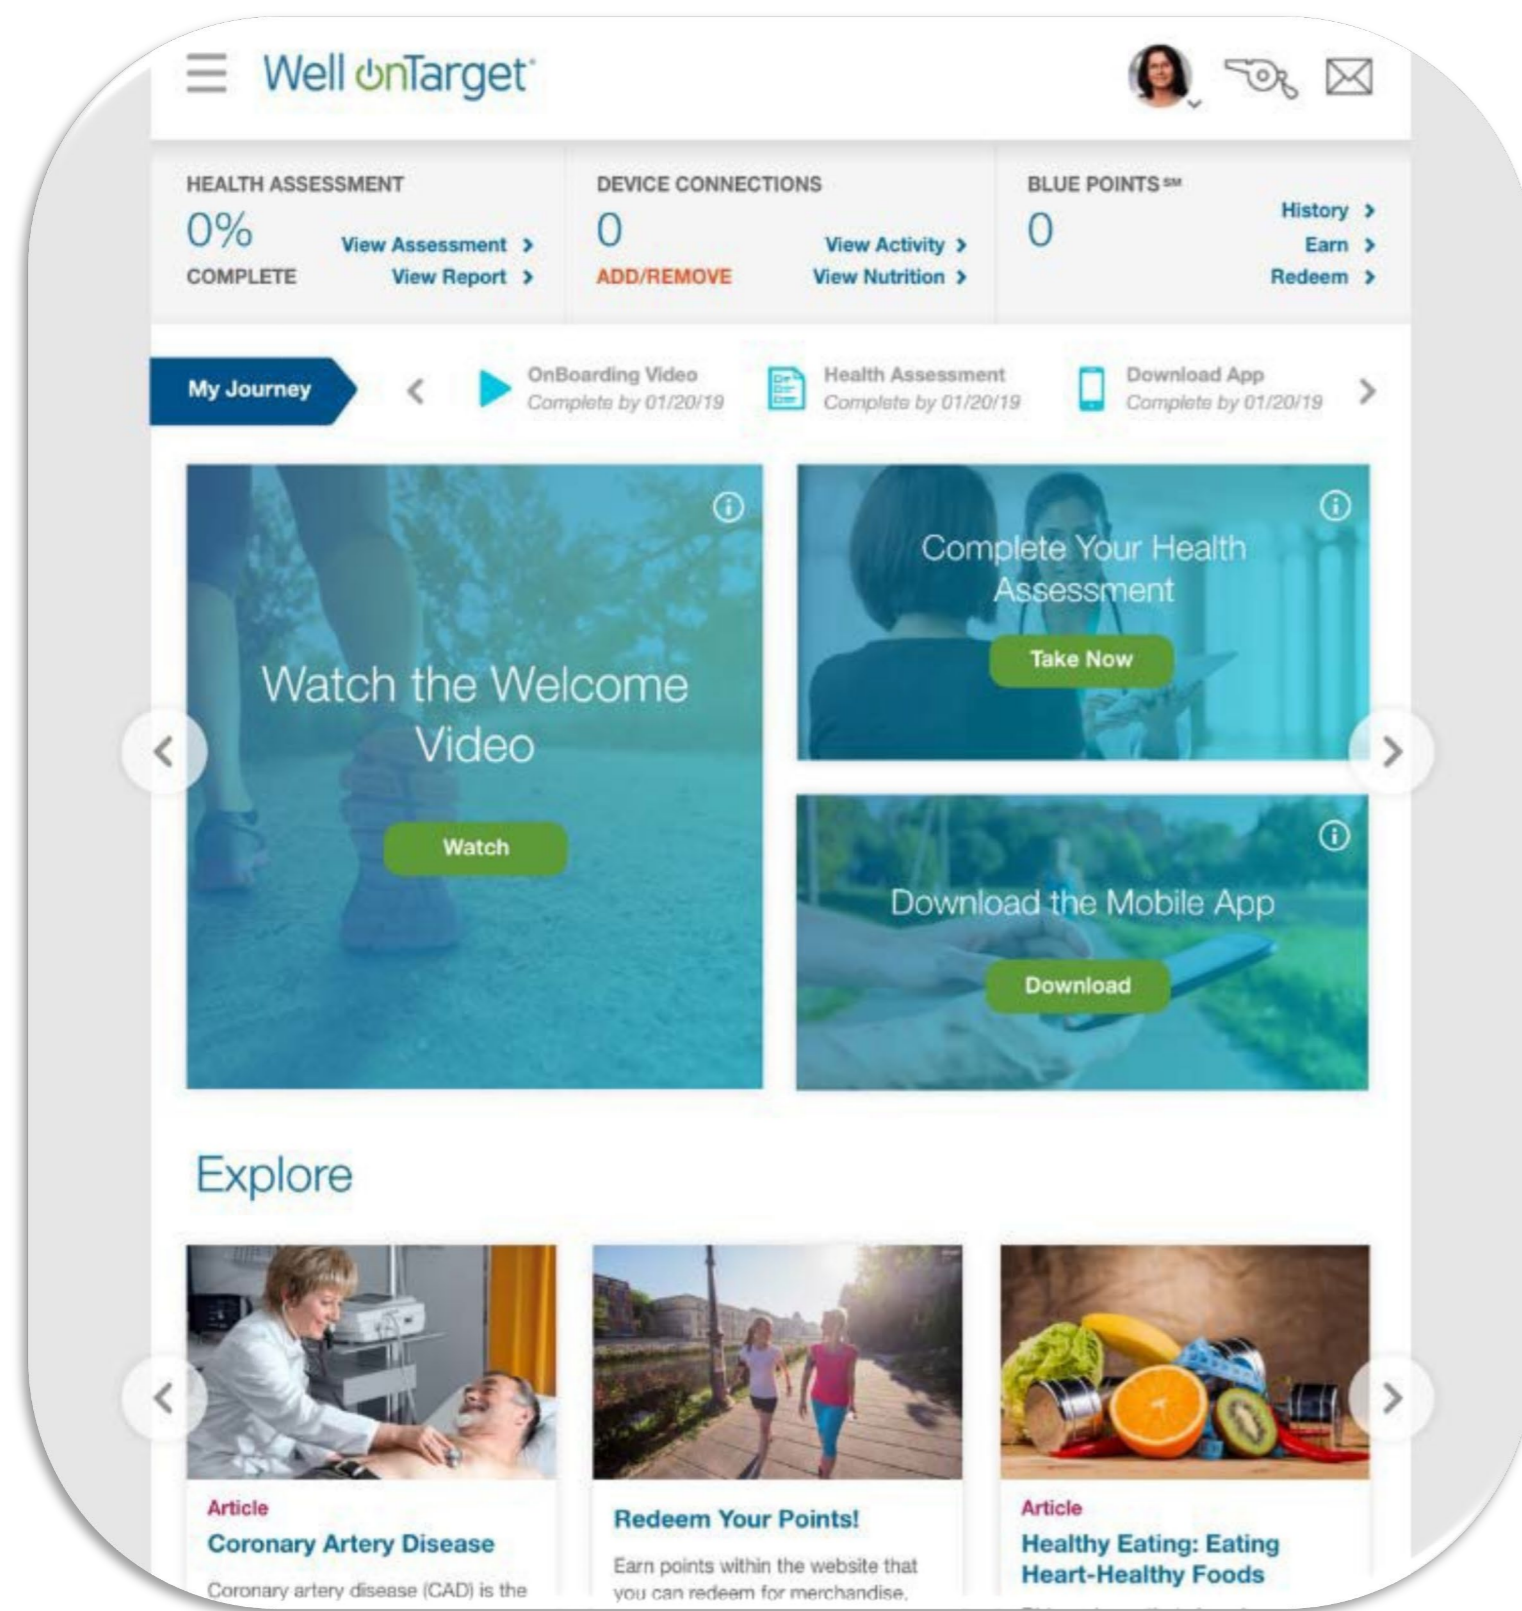 Well onTarget®
HEALTH ASSESSMENT
0%
COMPLETE
View Assessment >
View Report >
DEVICE CONNECTIONS
0
ADD/REMOVE
View Activity >
View Nutrition >
BLUE POINTS SM
0
History >
Earn >
Redeem >
My Journey
OnBoarding Video
Complete by 01/20/19
Health Assessment
Complete by 01/20/19
Download App
Complete by 01/20/19
Watch the Welcome
Video
Watch
Complete Your Health
Assessment
Take Now
Download the Mobile App
Download
Explore
Article
Coronary Artery Disease
Coronary artery disease (CAD) is the
Redeem Your Points!
Earn points within the website that
you can redeem for merchandise,
Article
Healthy Eating: Eating
Heart-Healthy Foods